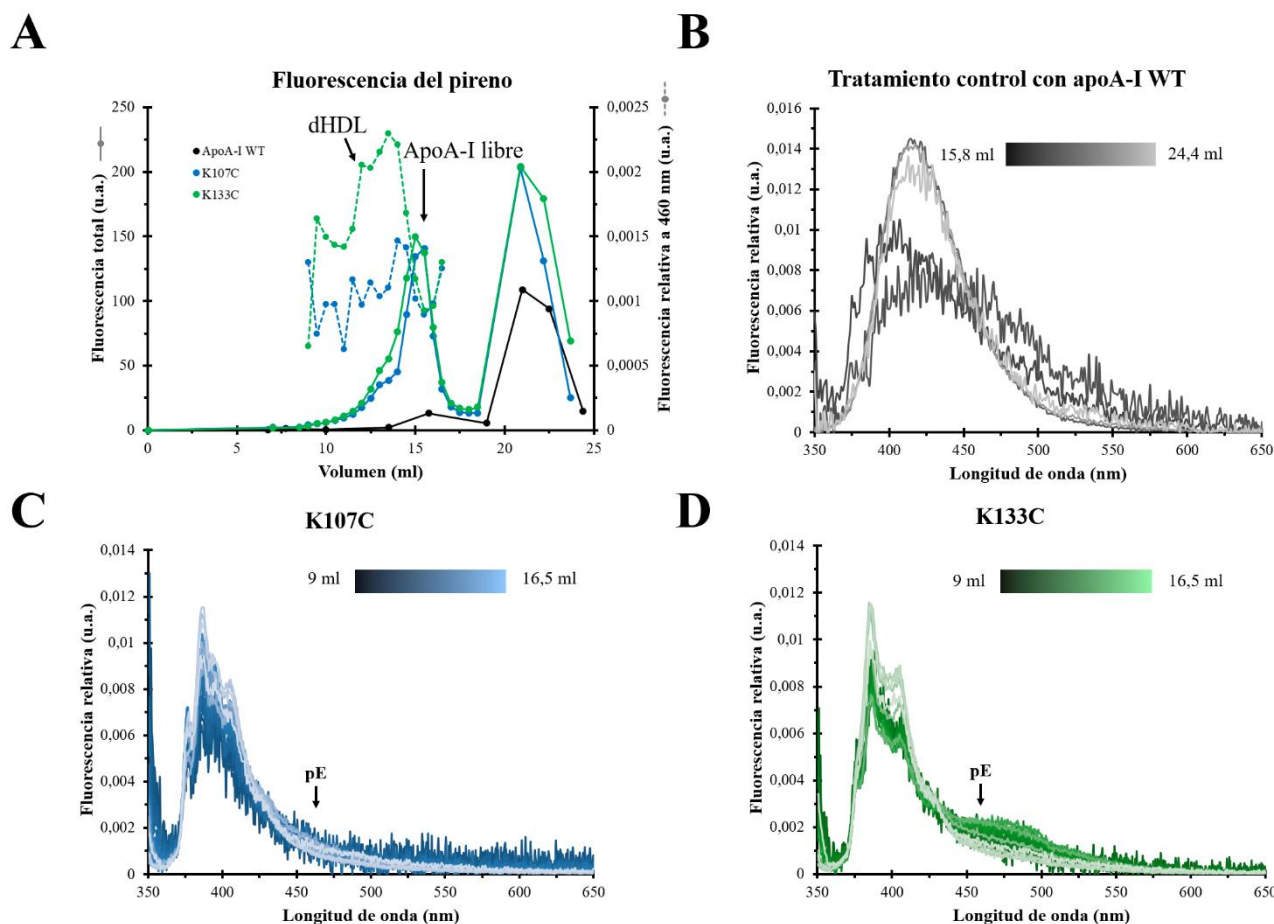 A
Fluorescencia del pireno
Fluorescencia total (u.a.)
250
200
150
100
50
0
0
5
10
15
20
25
Volumen (ml)
ApoA-I WT
K107C
K133C
dHDL
ApoA-I libre
0,0025
0,002
0,0015
0,001
0,0005
0
Fluorescencia relativa a 460 nm (u.a.)
B
Tratamiento control con apoA-I WT
Fluorescencia relativa (u.a.)
0,016
0,014
0,012
0,01
0,008
0,006
0,004
0,002
0
15,8 ml
24,4 ml
350
400
450
500
550
600
650
Longitud de onda (nm)
C
K107C
Fluorescencia relativa (u.a.)
0,014
0,012
0,01
0,008
0,006
0,004
0,002
0
9 ml
16,5 ml
pE
350
400
450
500
550
600
650
Longitud de onda (nm)
D
K133C
Fluorescencia relativa (u.a.)
0,014
0,012
0,01
0,008
0,006
0,004
0,002
0
9 ml
16,5 ml
pE
350
400
450
500
550
600
650
Longitud de onda (nm)